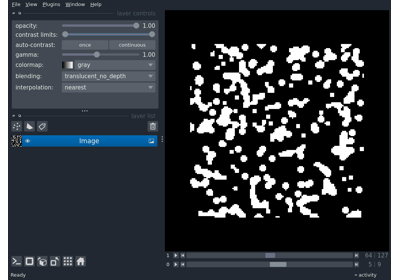 File View Plugins Window Help
layer controls
opacity: 1.00
contrast limits:
auto-contrast: once continuous
gamma: 1.00
colormap: gray
blending: translucent_no_depth
interpolation: nearest
layer list
Image
1 64 127
0 5 9
Ready activity